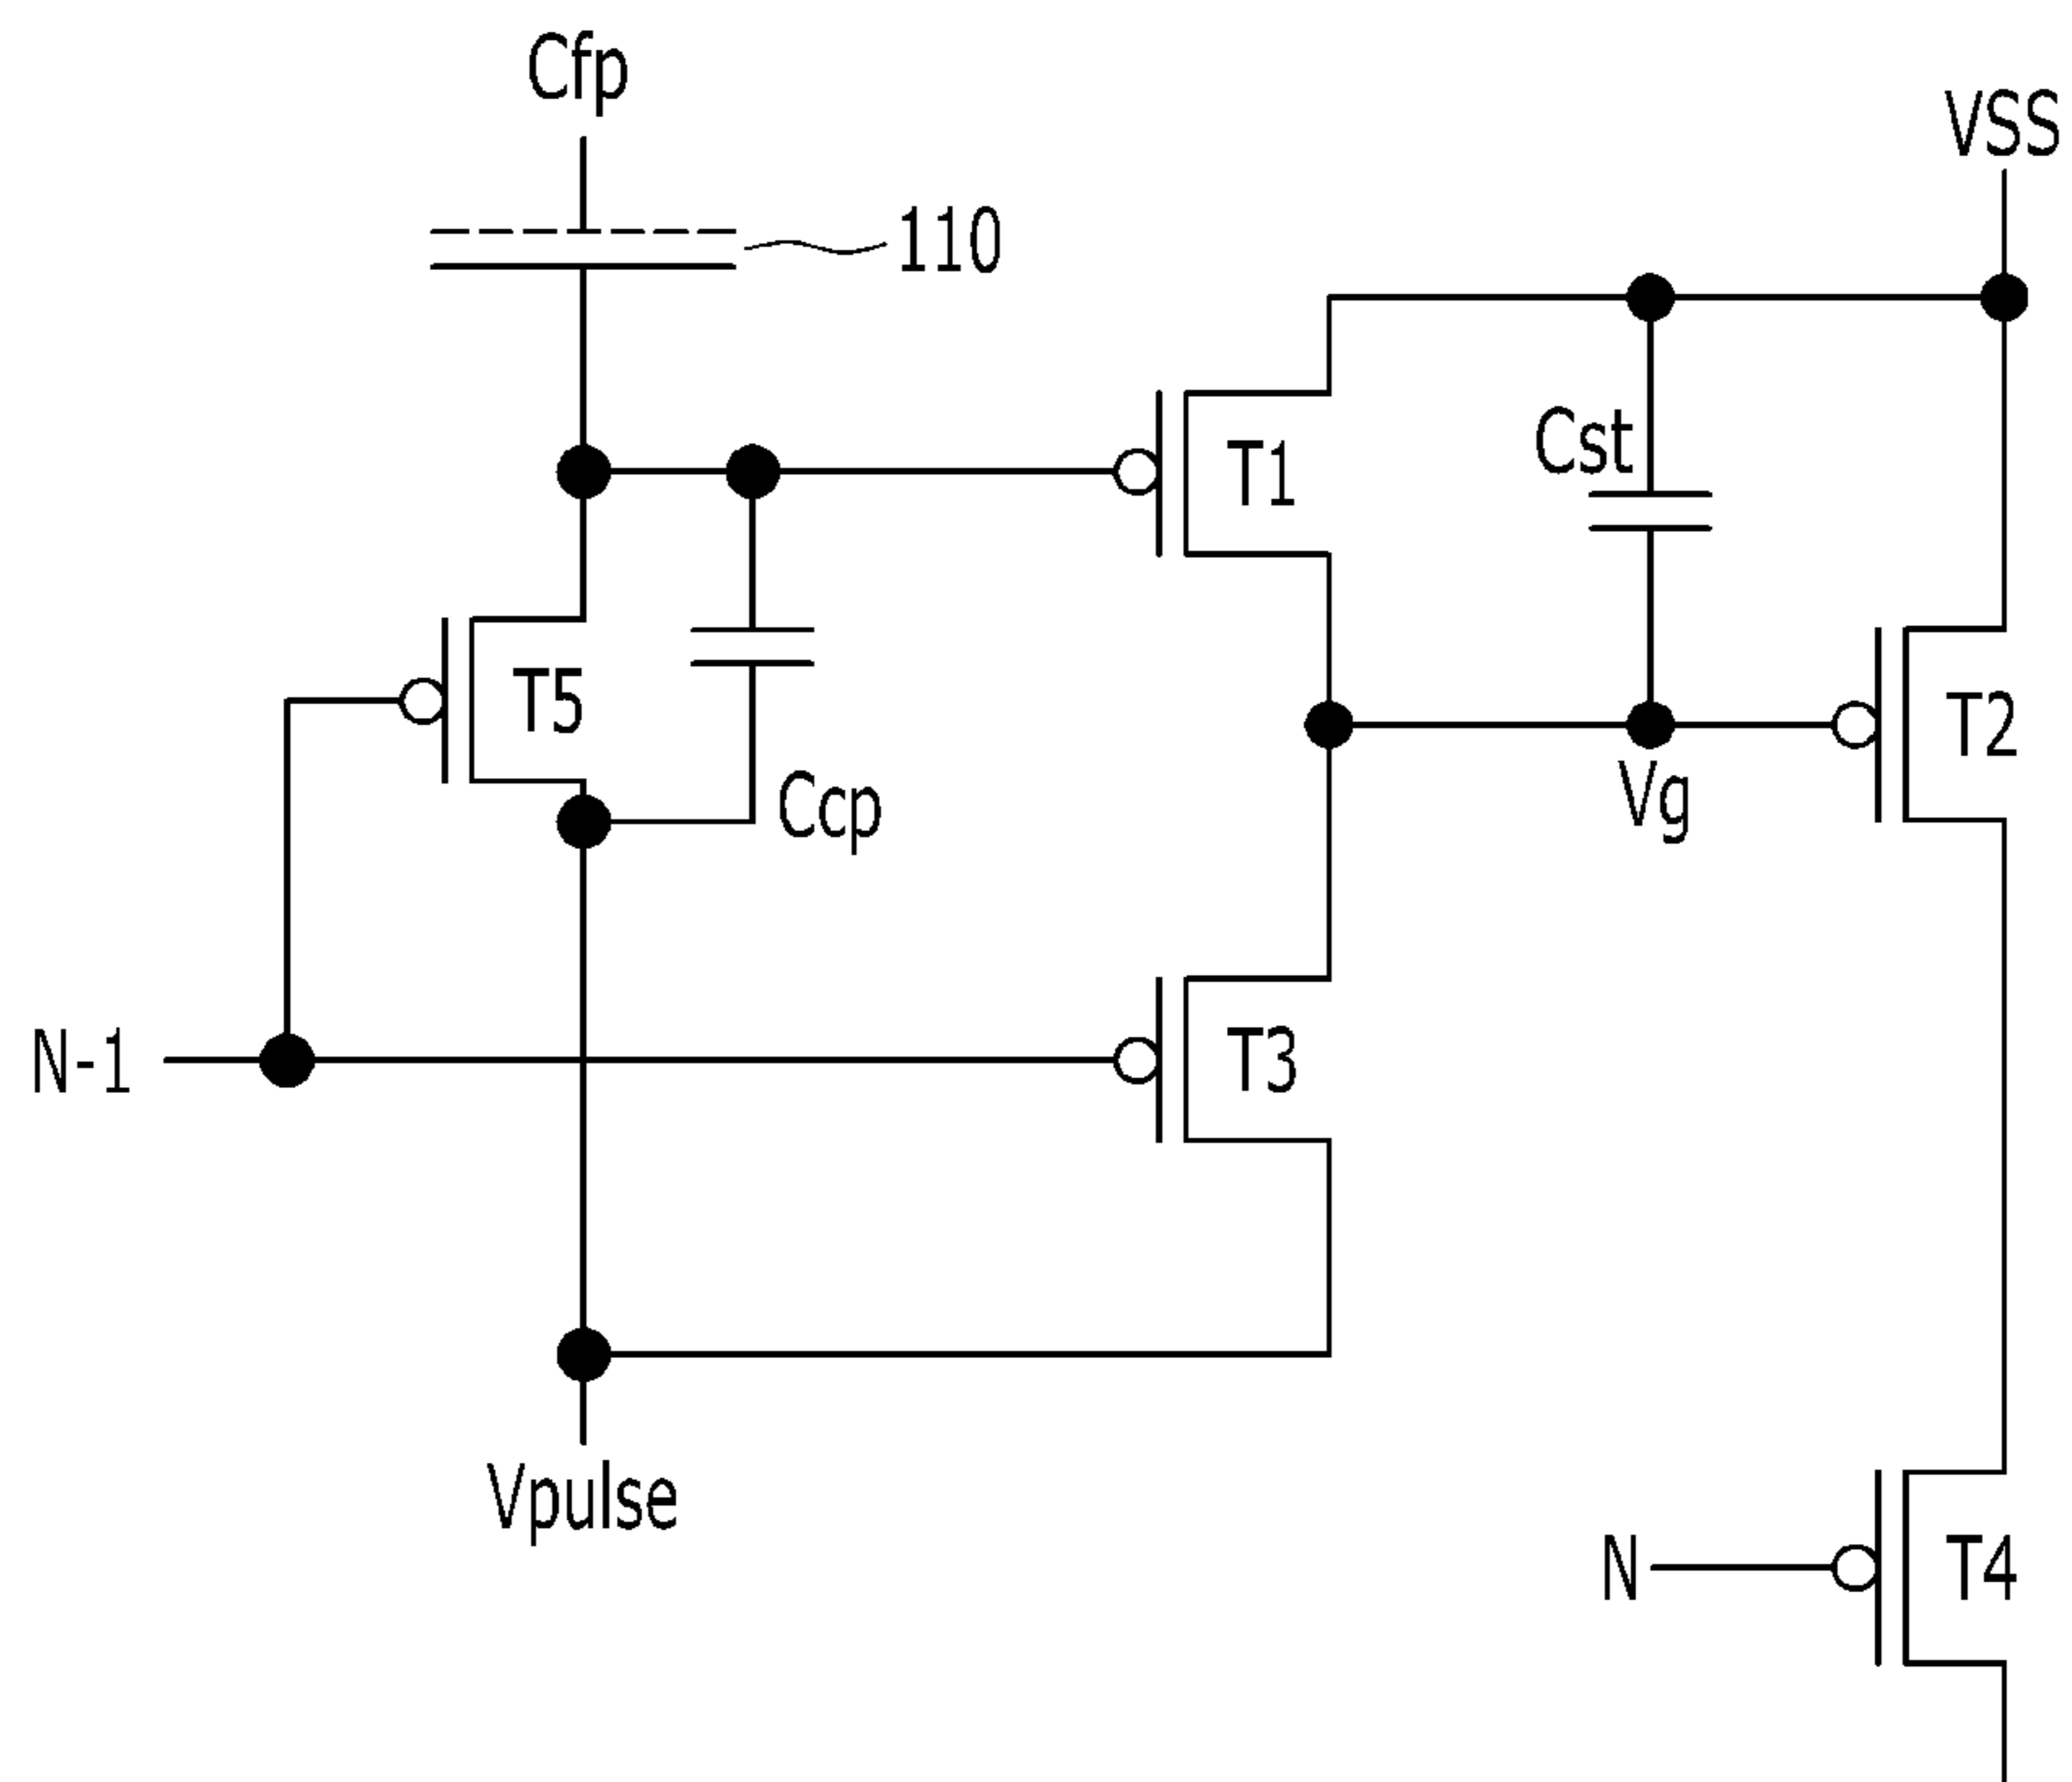 Cfp
VSS
110
T1
Cst
T5
T2
Ccp
Vg
N-1
T3
Vpulse
N
T4